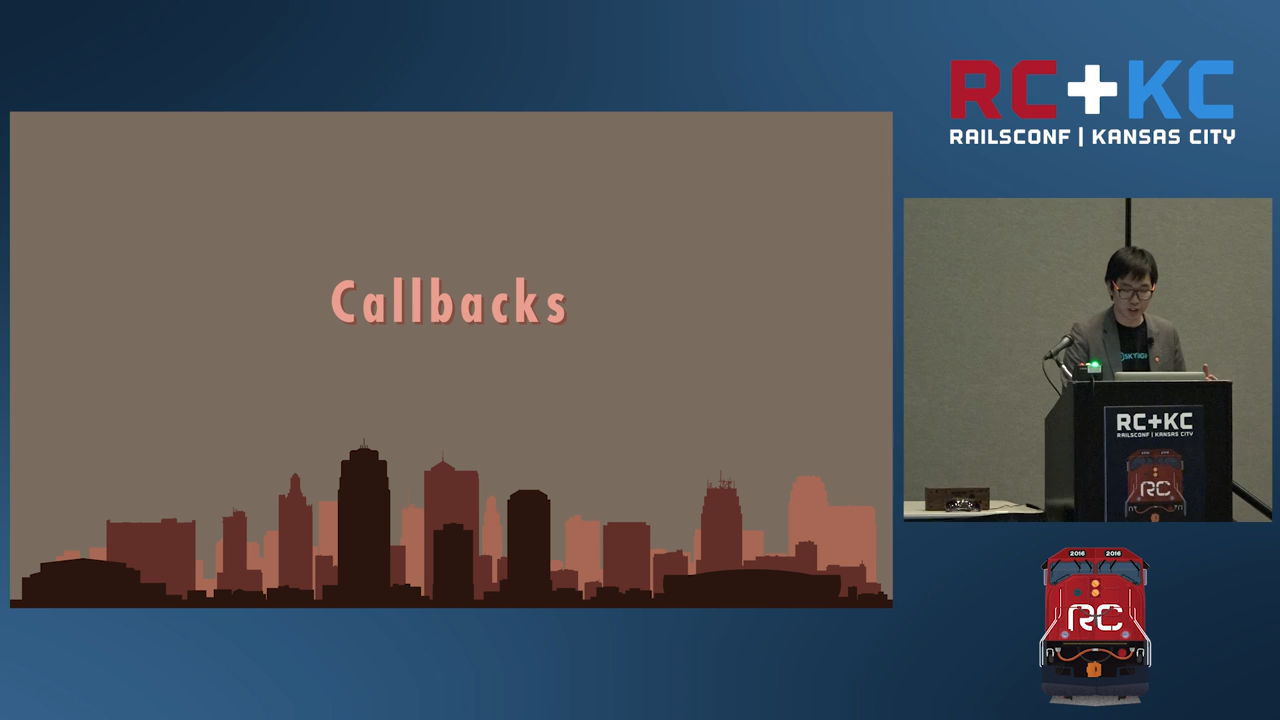 Callbacks
RC+KC
RAILSCONF | KANSAS CITY
RC+KC
RAILSCONF | KANSAS CITY
RC
2016 2016
RC